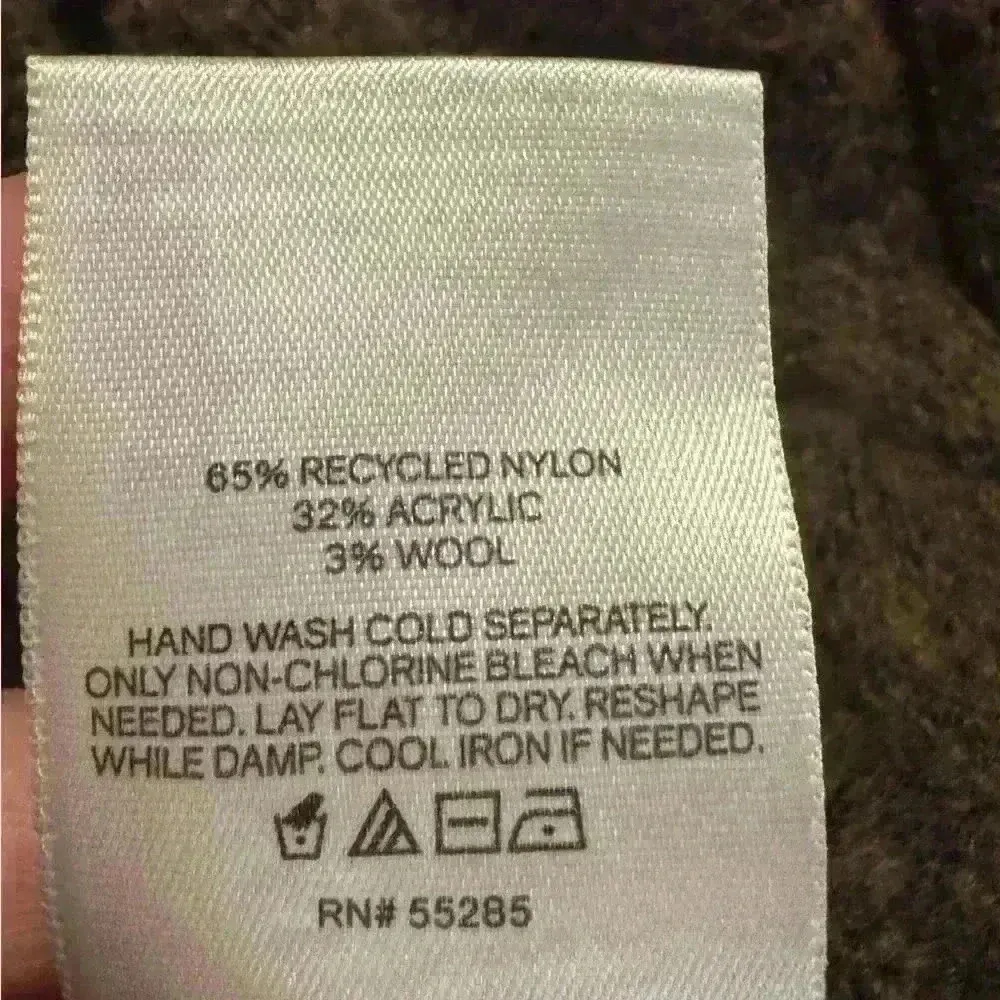 65% RECYCLED NYLON
32% ACRYLIC
3% WOOL
HAND WASH COLD SEPARATELY.
ONLY NON-CHLORINE BLEACH WHEN
NEEDED. LAY FLAT TO DRY. RESHAPE
WHILE DAMP. COOL IRON IF NEEDED.
RN# 55285